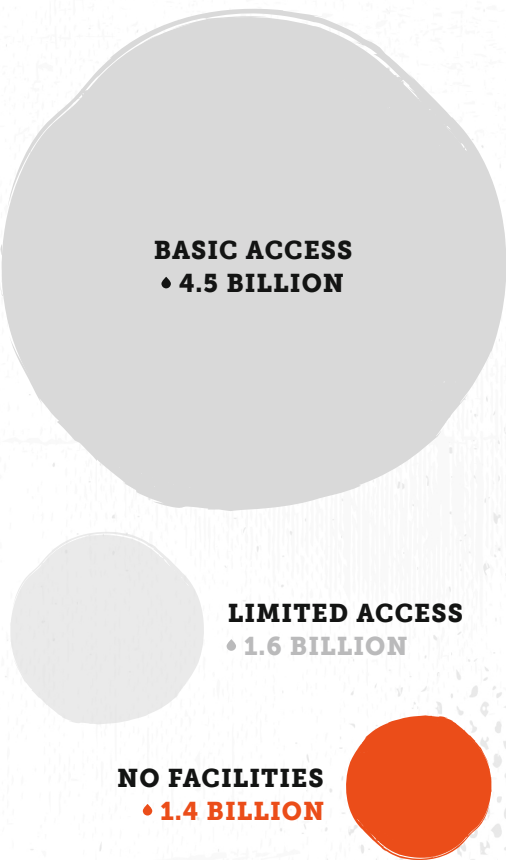 BASIC ACCESS
4.5 BILLION
LIMITED ACCESS
1.6 BILLION
NO FACILITIES
1.4 BILLION